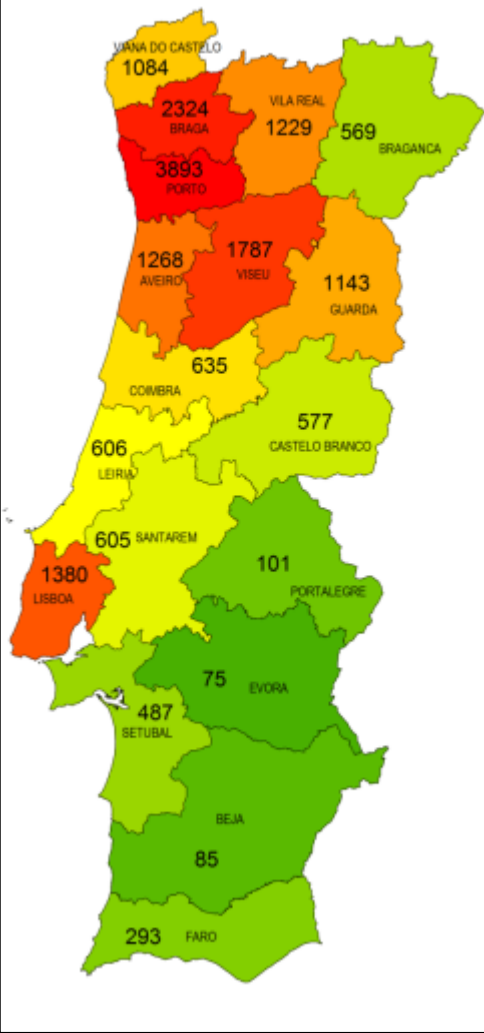 VIANA DO CASTELO
1084
2324
BRAGA
VILA REAL
1229
569
BRAGANCA
3893
PORTO
1268
AVEIRO
1787
VISEU
1143
GUARDA
635
COIMBRA
577
CASTELO BRANCO
606
LEIRIA
605 SANTAREM
1380
LISBOA
101
PORTALEGRE
75 EVORA
487
SETUBAL
BEJA
85
293 FARO